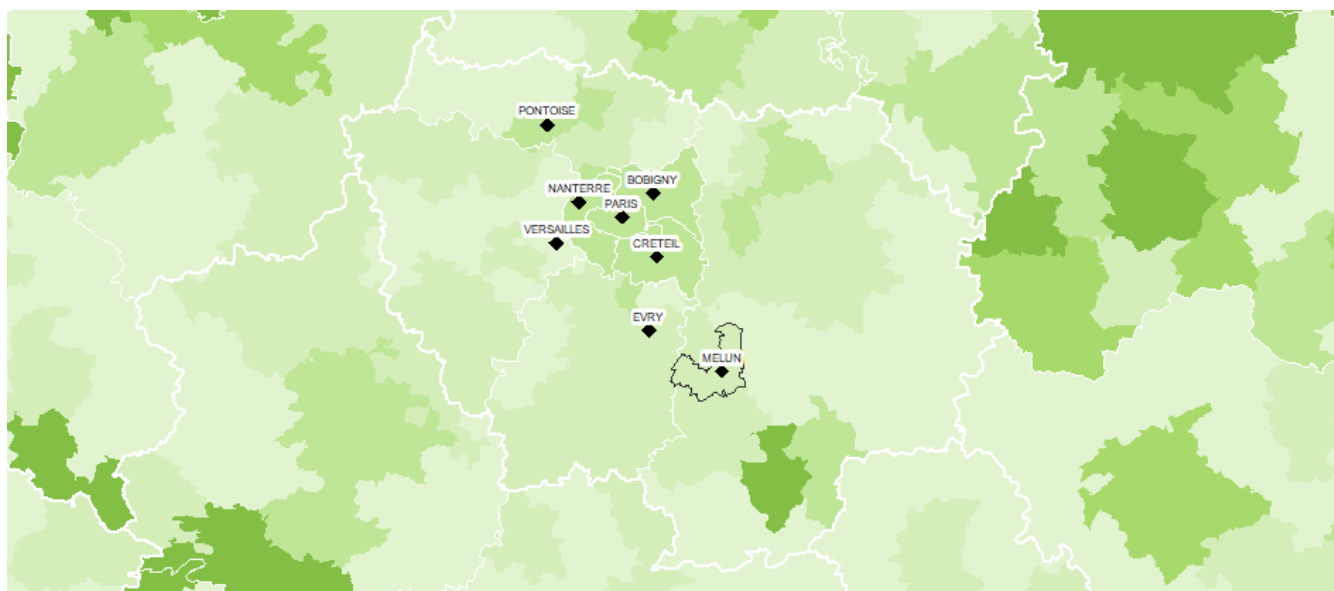 PONTOISE
BOBIGNY
NANTERRE
PARIS
VERSAILLES
CRETEIL
EVRY
MELUN